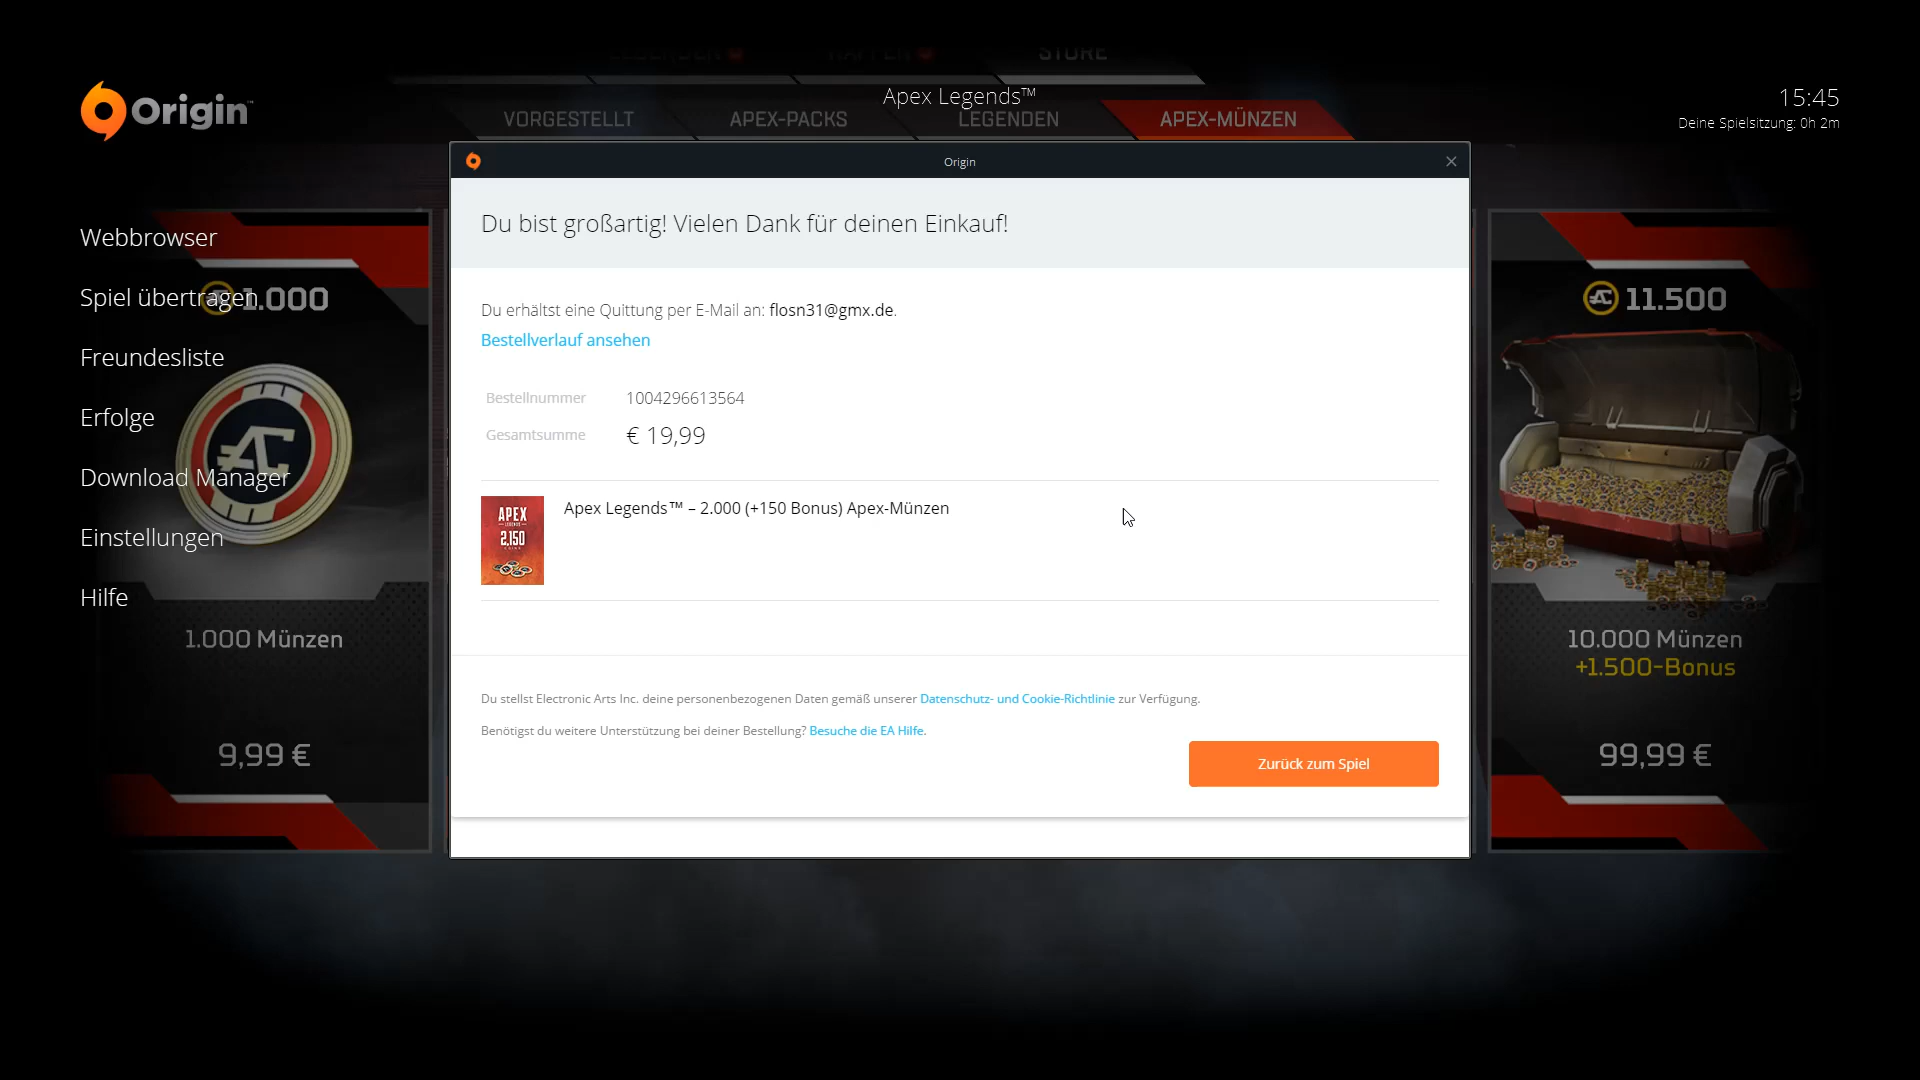 STORE
Origin
Apex Legends™
15:45
Deine Spielsitzung: 0h 2m
VORGESTELLT
APEX-PACKS
LEGENDEN
APEX-MÜNZEN
Origin
Du bist großartig! Vielen Dank für deinen Einkauf!
Webbrowser
Spiel übertragen
Freundesliste
Erfolge
Download Manager
Einstellungen
Hilfe
1.000
1.000 Münzen
9,99 €
Du erhältst eine Quittung per E-Mail an: flosn31@gmx.de.
Bestellverlauf ansehen
Bestellnummer 1004296613564
Gesamtsumme € 19,99
APEX
LEGENDS
2,150
COINS
Apex Legends™ – 2.000 (+150 Bonus) Apex-Münzen
Du stellst Electronic Arts Inc. deine personenbezogenen Daten gemäß unserer Datenschutz- und Cookie-Richtlinie zur Verfügung.
Benötigst du weitere Unterstützung bei deiner Bestellung? Besuche die EA Hilfe.
Zurück zum Spiel
11.500
10.000 Münzen
+1.500-Bonus
99,99 €